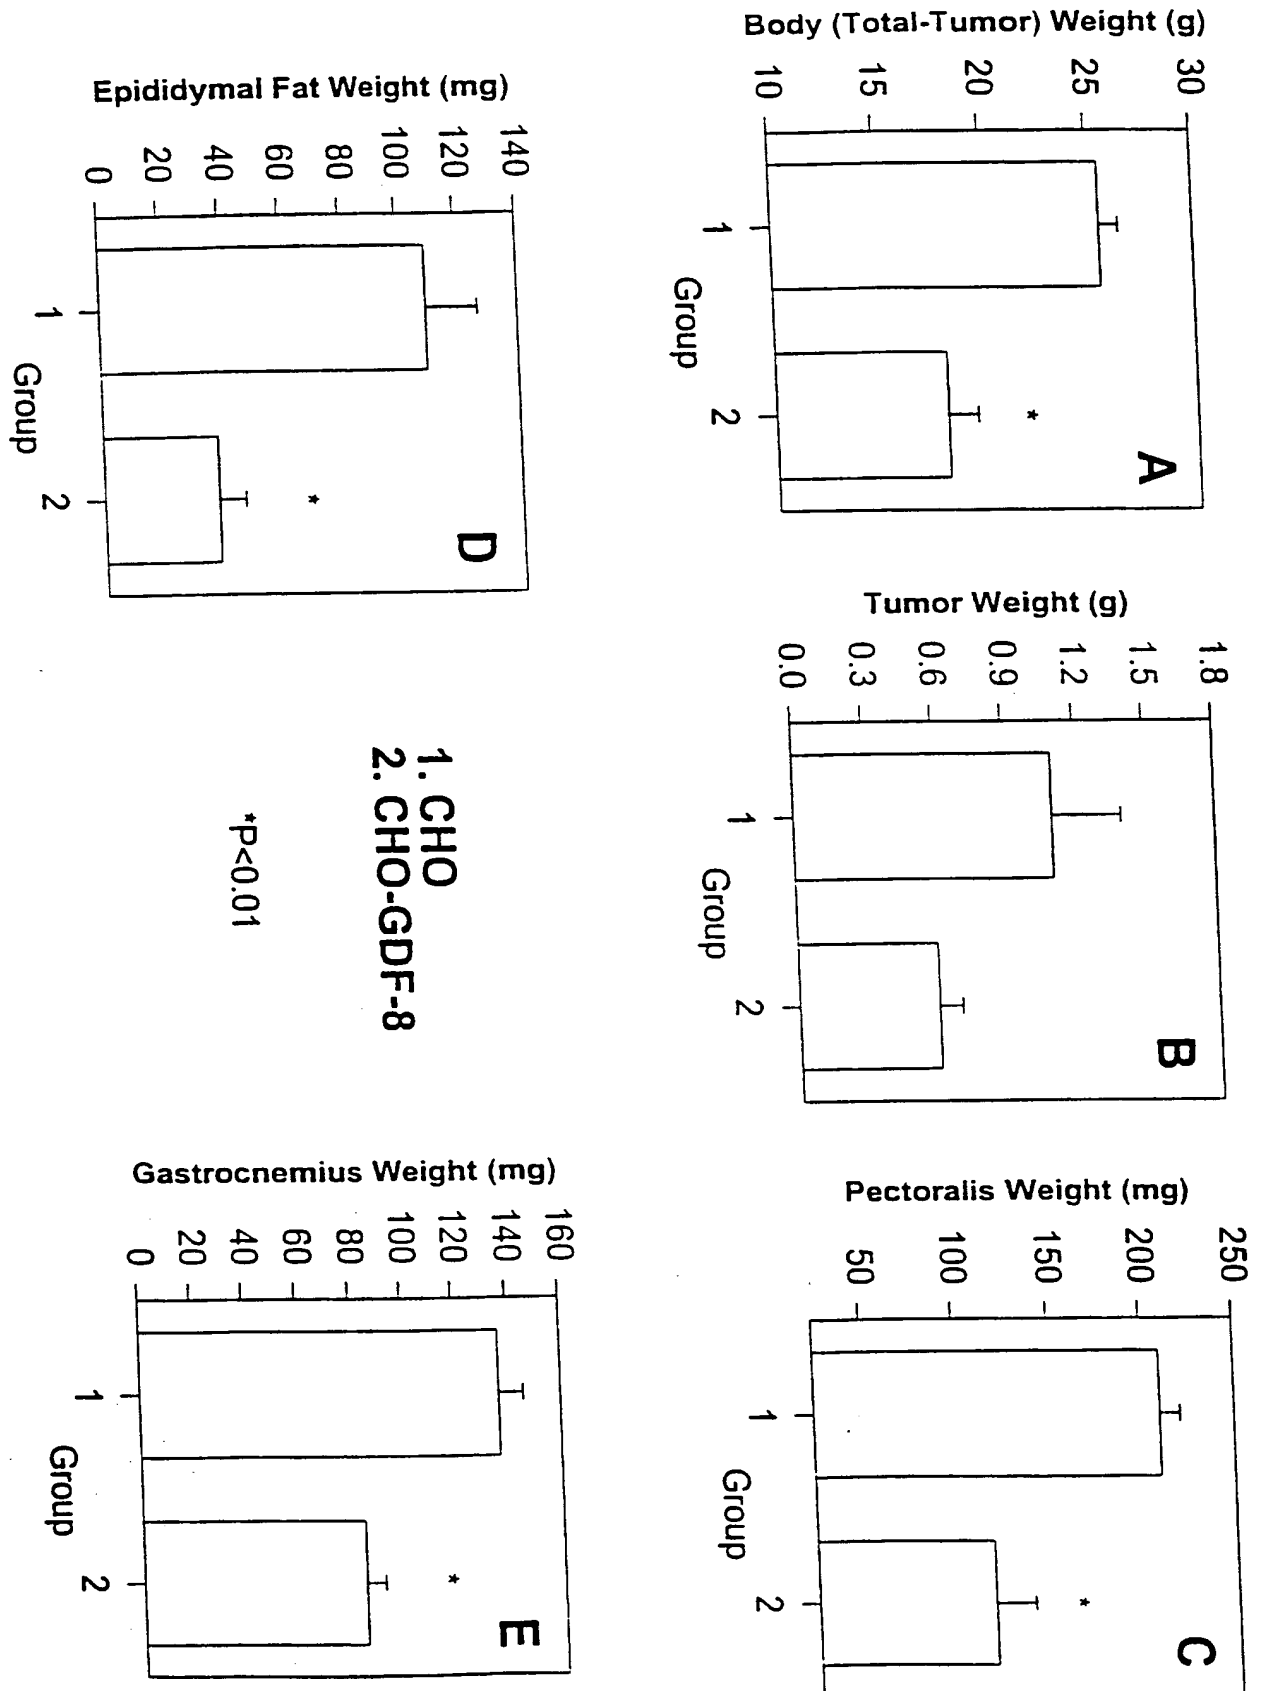 Body (Total-Tumor) Weight (g)
30
25
20
15
10
A
*
1
2
Group
Tumor Weight (g)
1.8
1.5
1.2
0.9
0.6
0.3
0.0
B
1
2
Group
Pectoralis Weight (mg)
250
200
150
100
50
C
*
1
2
Group
Epididymal Fat Weight (mg)
140
120
100
80
60
40
20
0
D
*
1
2
Group
1. CHO
2. CHO-GDF-8
*P<0.01
Gastrocnemius Weight (mg)
160
140
120
100
80
60
40
20
0
E
*
1
2
Group